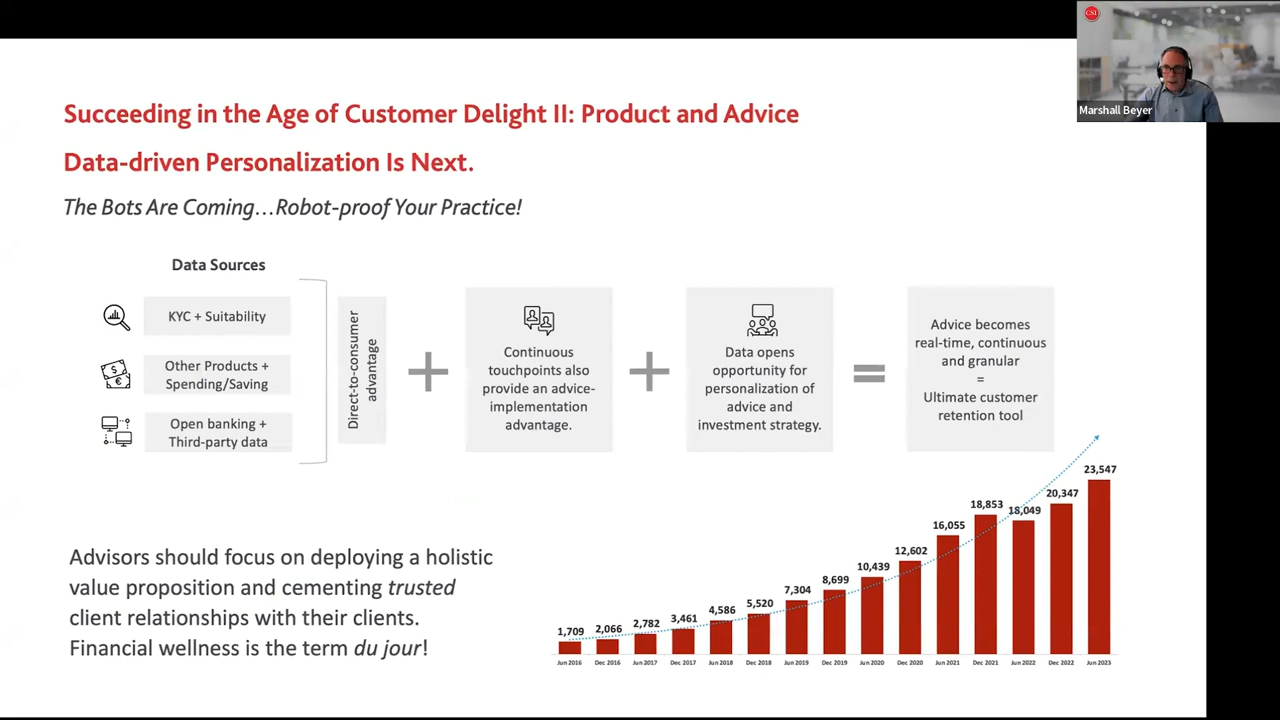 CSI
Marshall Beyer
Succeeding in the Age of Customer Delight II: Product and Advice
Data-driven Personalization Is Next.
The Bots Are Coming…Robot-proof Your Practice!
Data Sources
KYC + Suitability
Other Products +
Spending/Saving
Open banking +
Third-party data
Direct-to-consumer
advantage
+
Continuous
touchpoints also
provide an advice-
implementation
advantage.
+
Data opens
opportunity for
personalization of
advice and
investment strategy.
=
Advice becomes
real-time, continuous
and granular
=
Ultimate customer
retention tool
Advisors should focus on deploying a holistic
value proposition and cementing trusted
client relationships with their clients.
Financial wellness is the term du jour!
1,709 2,066 2,782 3,461 4,586 5,520 7,304 8,699 10,439 12,602 16,055 18,853 18,049 20,347 23,547
Jun 2016 Dec 2016 Jun 2017 Dec 2017 Jun 2018 Dec 2018 Jun 2019 Dec 2019 Jun 2020 Dec 2020 Jun 2021 Dec 2021 Jun 2022 Dec 2022 Jun 2023